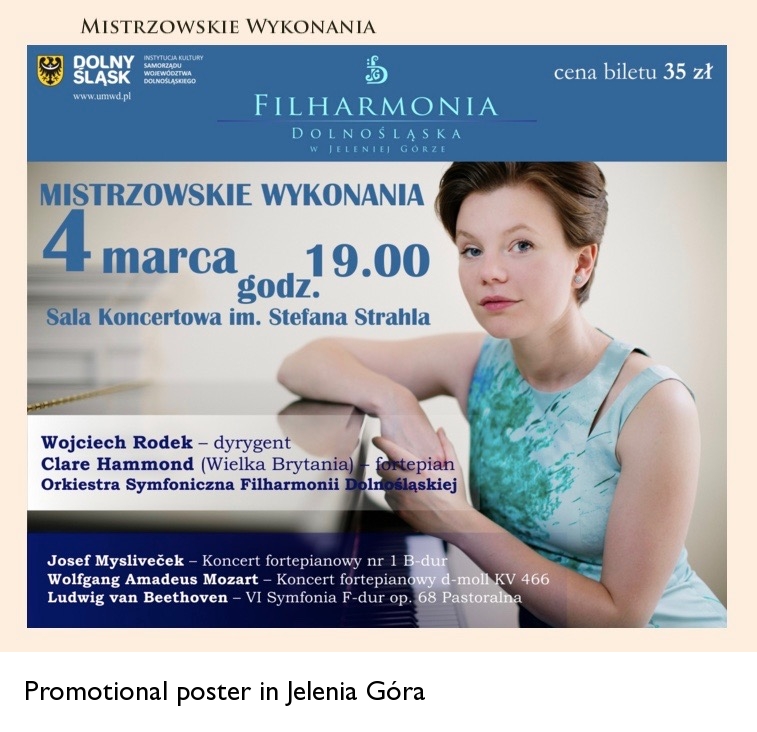 Mistrzowskie Wykonania
DOLNY
ŚLĄSK
INSTYTUCJA KULTURY
SAMORZĄDU
WOJEWÓDZTWA
DOLNOŚLĄSKIEGO
www.umwd.pl
cena biletu 35 zł
FILHARMONIA
DOLNOŚLĄSKA
W JELENIEJ GÓRZE
MISTRZOWSKIE WYKONANIA
4 marca godz. 19.00
Sala Koncertowa im. Stefana Strahla
Wojciech Rodek – dyrygent
Clare Hammond (Wielka Brytania) – fortepian
Orkiestra Symfoniczna Filharmonii Dolnośląskiej
Josef Mysliveček – Koncert fortepianowy nr 1 B-dur
Wolfgang Amadeus Mozart – Koncert fortepianowy d-moll KV 466
Ludwig van Beethoven – VI Symfonia F-dur op. 68 Pastoralna
Promotional poster in Jelenia Góra